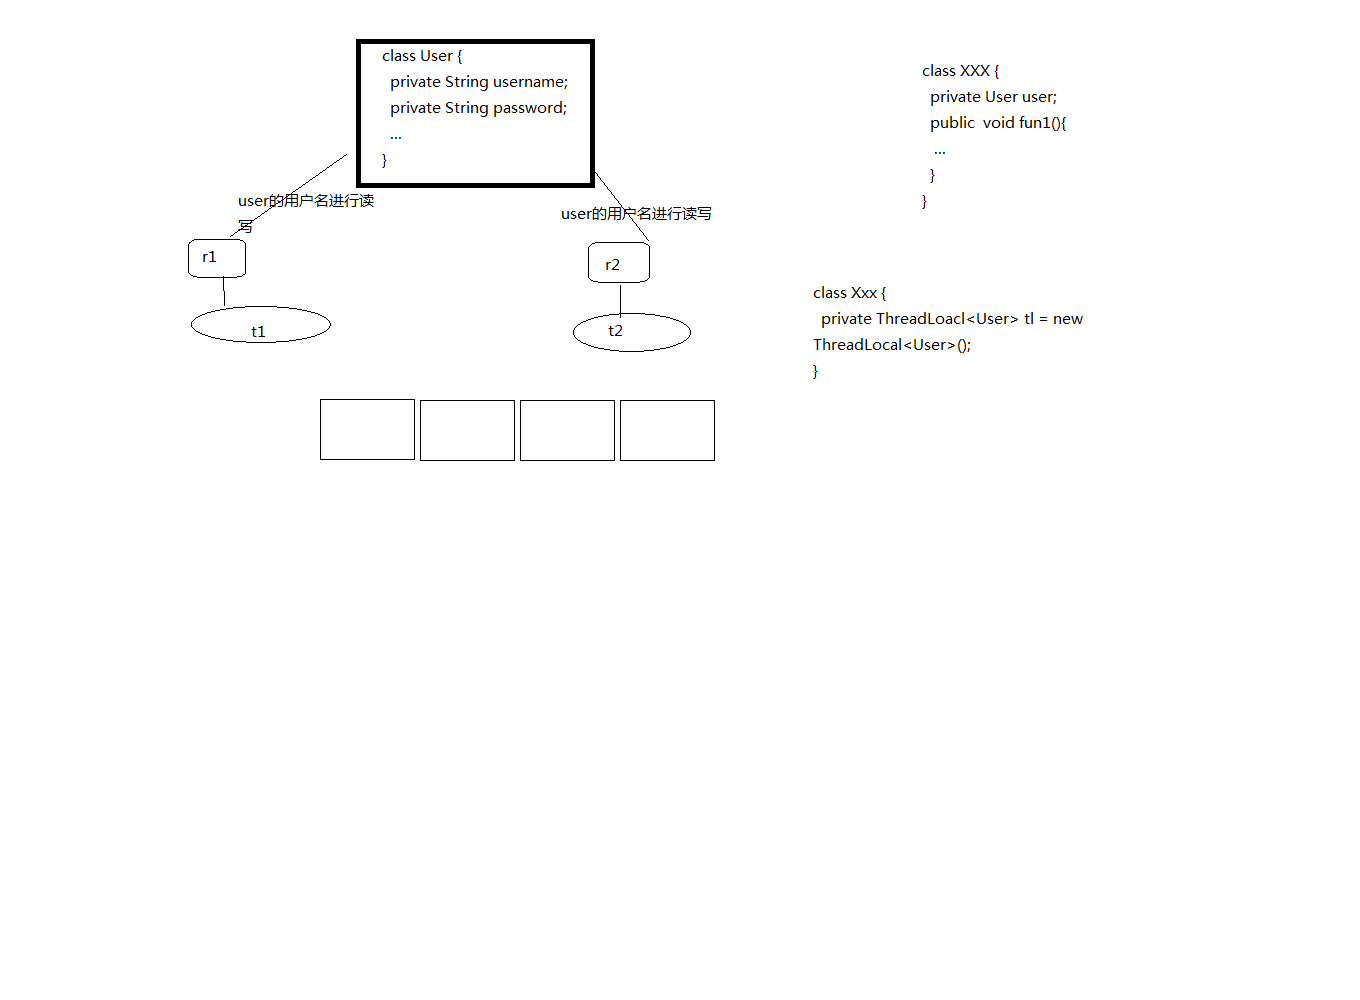 class User {
private String username;
private String password;
...
}
user的用户名进行读
写
user的用户名进行读写
r1
r2
t1
t2
class XXX {
private User user;
public  void fun1(){
...
}
}
class Xxx {
private ThreadLoacl<User> tl = new
ThreadLocal<User>();
}